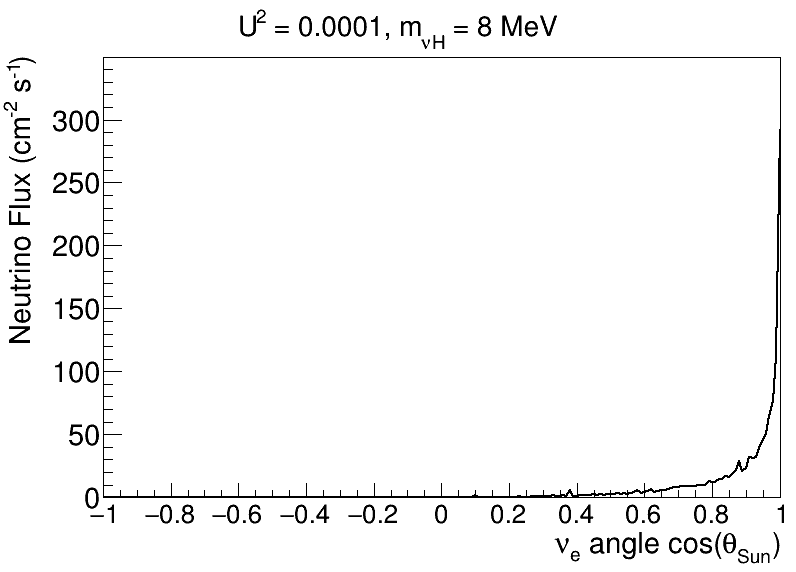 U² = 0.0001, m_νH = 8 MeV
Neutrino Flux (cm⁻² s⁻¹)
300
250
200
150
100
50
0
−1 −0.8 −0.6 −0.4 −0.2 0 0.2 0.4 0.6 0.8 1
ν_e angle cos(θ_Sun)